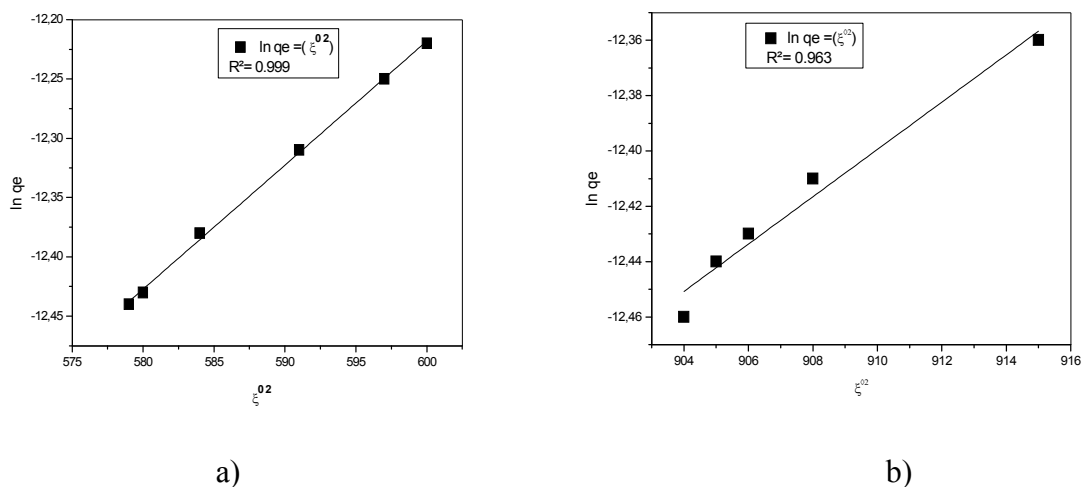 -12,20
-12,25
-12,30
-12,35
-12,40
-12,45
ln qe
ln qe =( ξ⁰²)
R²= 0.999
575 580 585 590 595 600
ξ⁰²
a)
-12,36
-12,38
-12,40
-12,42
-12,44
-12,46
ln qe
ln qe =(ξ⁰²)
R²= 0.963
904 906 908 910 912 914 916
ξ⁰²
b)